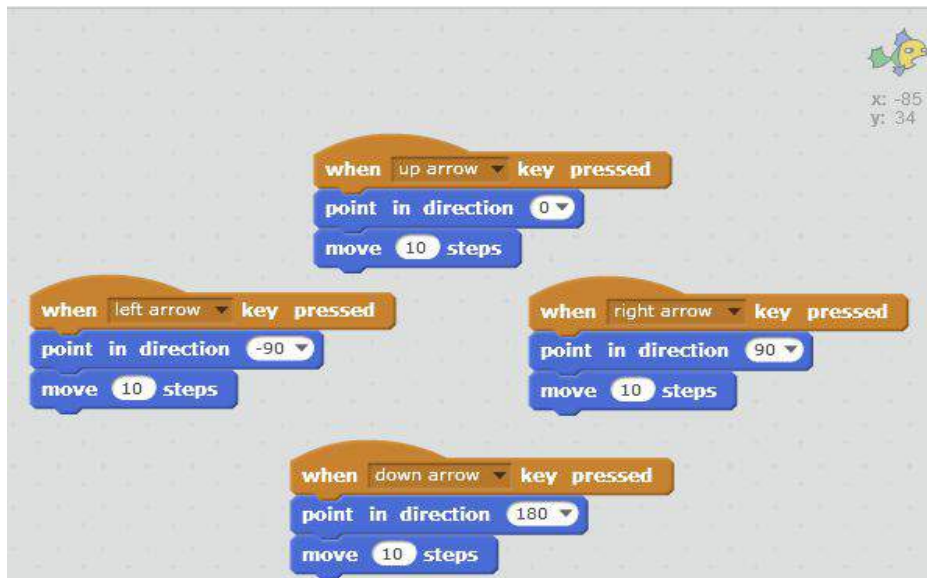 x: -85
y: 34
when up arrow key pressed
point in direction 0
move 10 steps
when left arrow key pressed
point in direction -90
move 10 steps
when right arrow key pressed
point in direction 90
move 10 steps
when down arrow key pressed
point in direction 180
move 10 steps